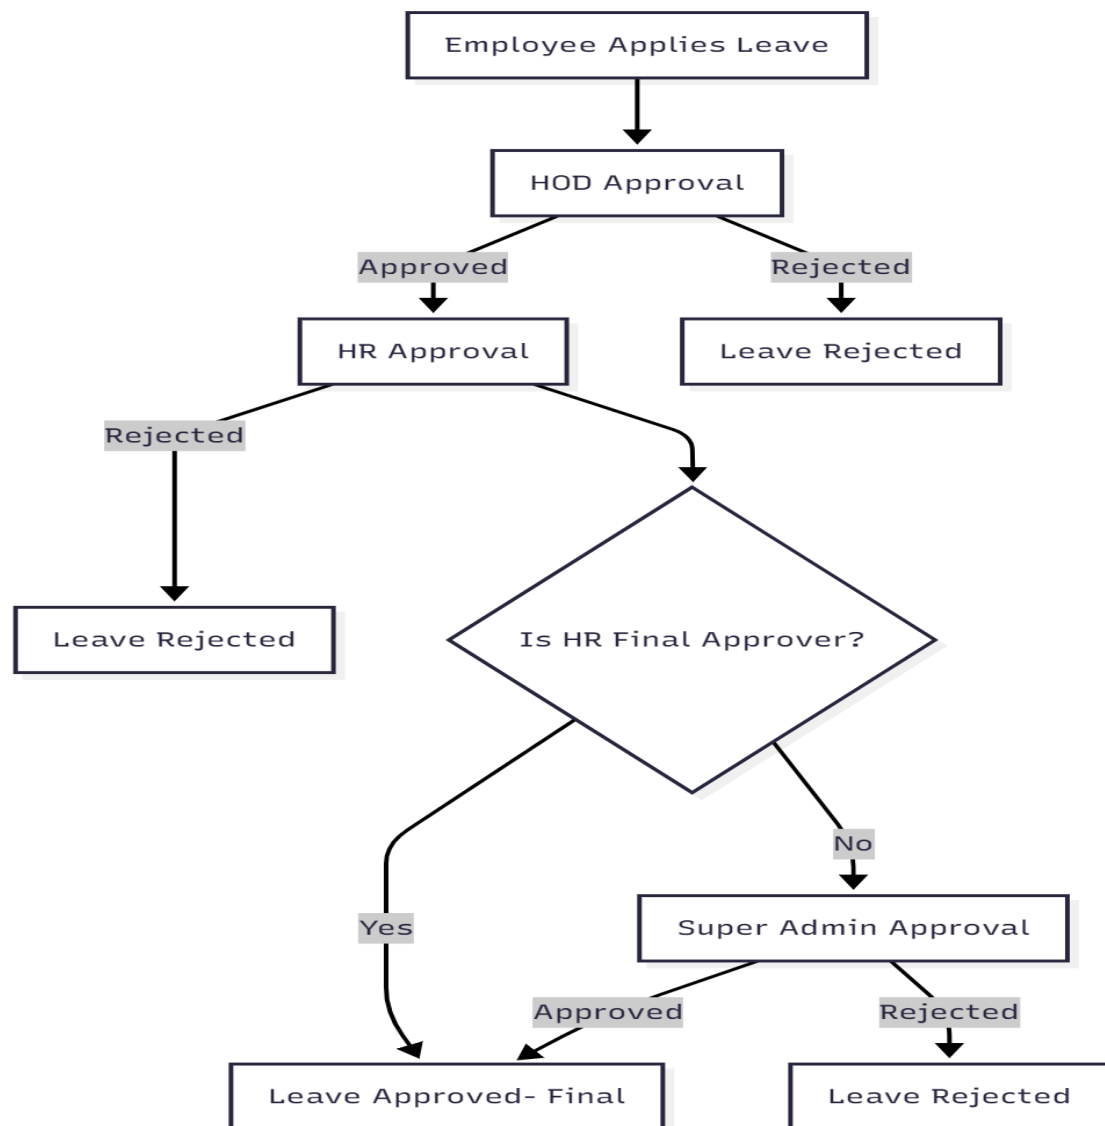 Employee Applies Leave
HOD Approval
Approved
Rejected
HR Approval
Leave Rejected
Rejected
Leave Rejected
Is HR Final Approver?
No
Yes
Super Admin Approval
Approved
Rejected
Leave Approved- Final
Leave Rejected